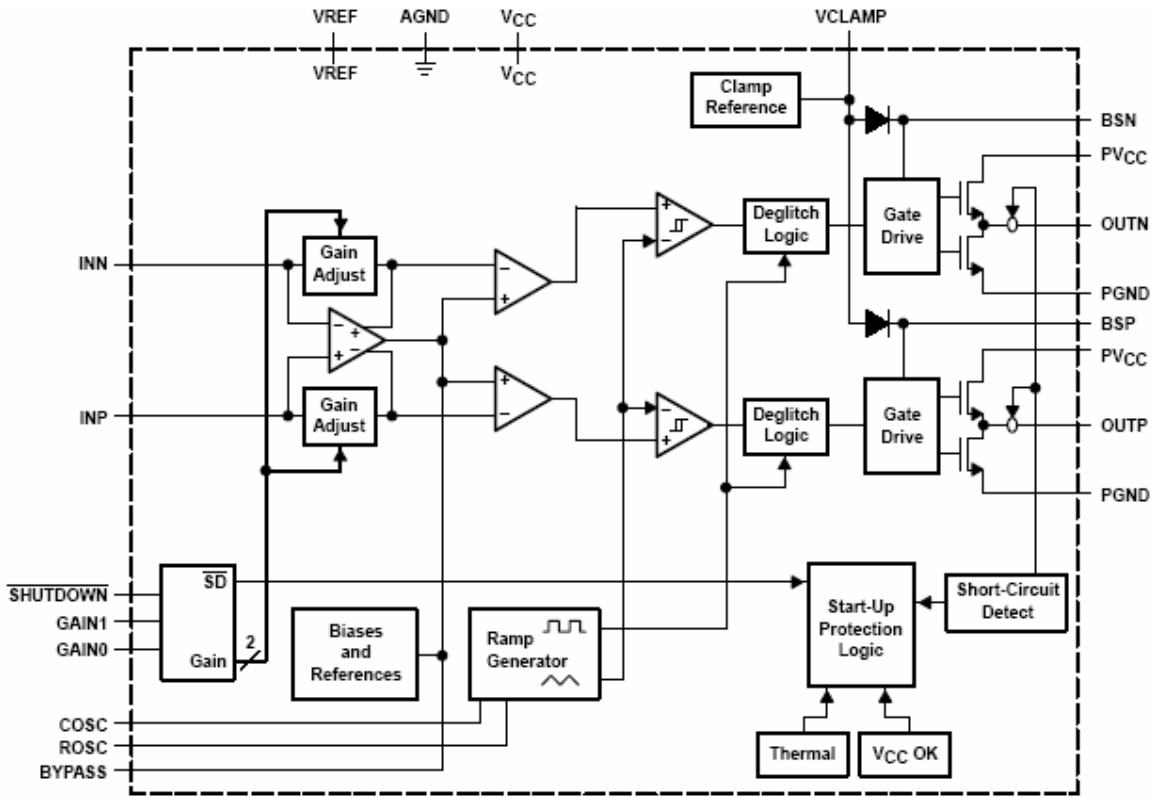 VREF AGND VCC VCLAMP
VREF VCC
Clamp
Reference
BSN
PVCC
Gate
Drive
OUTN
Deglitch
Logic
+
−
INN
Gain
Adjust
−
+
PGND
− +
+ −
BSP
PVCC
INP
Gain
Adjust
+
−
−
+
Deglitch
Logic
Gate
Drive
OUTP
PGND
SHUTDOWN
GAIN1
GAIN0
SD
2
Gain
Biases
and
References
Ramp
Generator
Start-Up
Protection
Logic
Short-Circuit
Detect
COSC
ROSC
BYPASS
Thermal
VCC OK